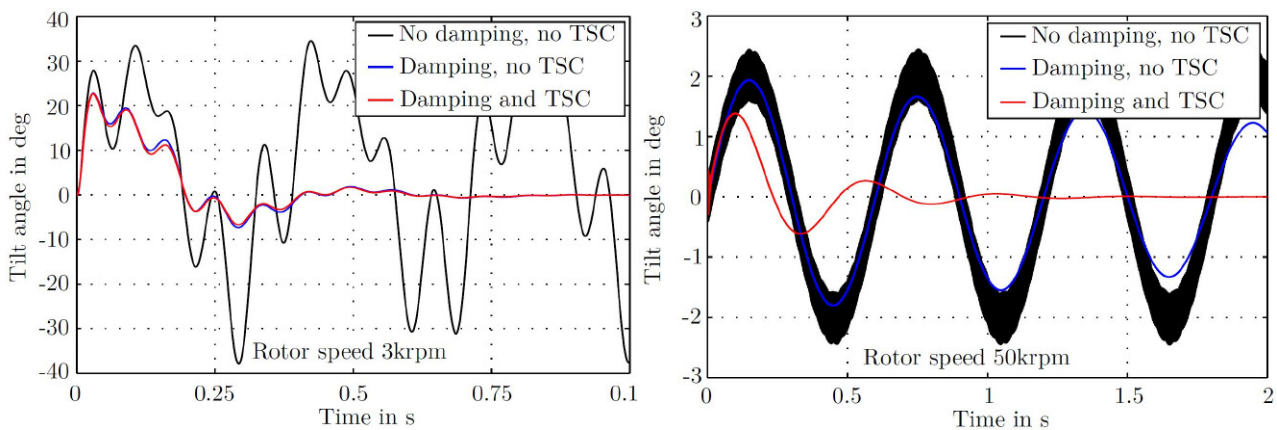 40
30
20
10
0
-10
-20
-30
-40
Tilt angle in deg
No damping, no TSC
Damping, no TSC
Damping and TSC
Rotor speed 3krpm
0
0.25
0.5
0.75
0.1
Time in s
3
2
1
0
-1
-2
-3
Tilt angle in deg
No damping, no TSC
Damping, no TSC
Damping and TSC
Rotor speed 50krpm
0
0.5
1
1.5
2
Time in s